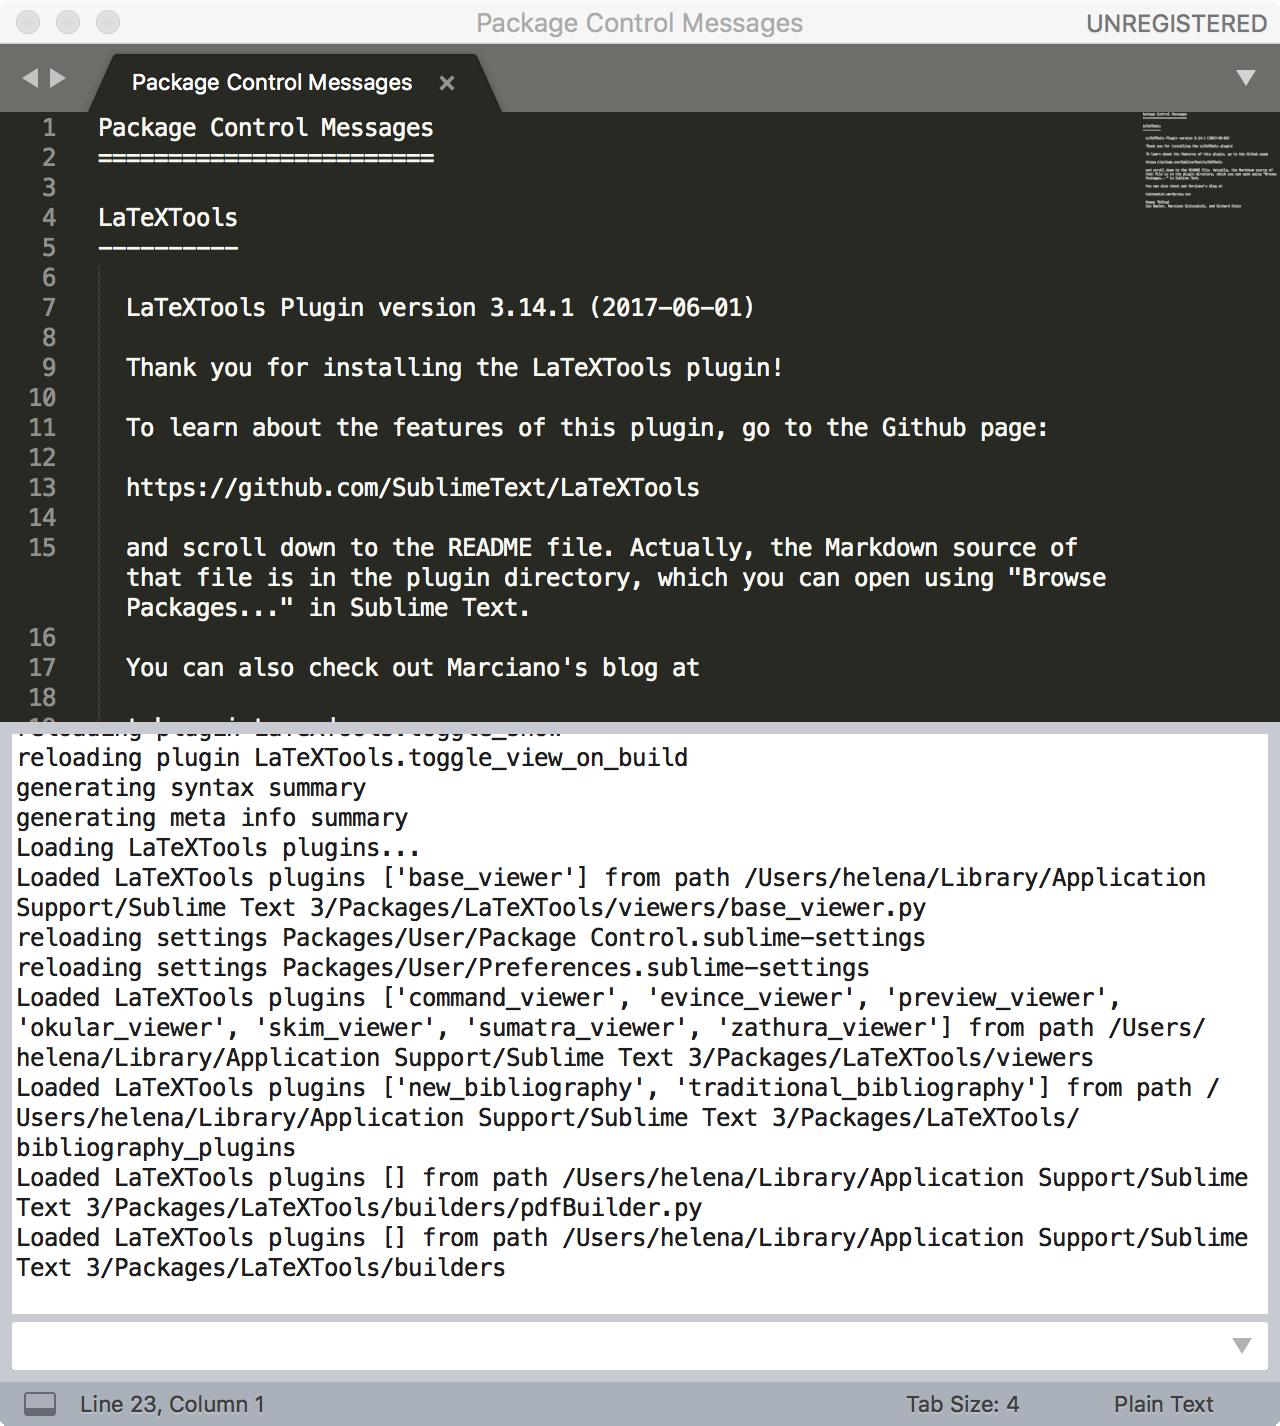 Package Control Messages
UNREGISTERED
Package Control Messages ×
1 Package Control Messages
2 ========================
3
4 LaTeXTools
5 ----------
6
7 LaTeXTools Plugin version 3.14.1 (2017-06-01)
8
9 Thank you for installing the LaTeXTools plugin!
10
11 To learn about the features of this plugin, go to the Github page:
12
13 https://github.com/SublimeText/LaTeXTools
14
15 and scroll down to the README file. Actually, the Markdown source of
that file is in the plugin directory, which you can open using "Browse
Packages..." in Sublime Text.
16
17 You can also check out Marciano's blog at
18
reloading plugin LaTeXTools.toggle_show
reloading plugin LaTeXTools.toggle_view_on_build
generating syntax summary
generating meta info summary
Loading LaTeXTools plugins...
Loaded LaTeXTools plugins ['base_viewer'] from path /Users/helena/Library/Application
Support/Sublime Text 3/Packages/LaTeXTools/viewers/base_viewer.py
reloading settings Packages/User/Package Control.sublime-settings
reloading settings Packages/User/Preferences.sublime-settings
Loaded LaTeXTools plugins ['command_viewer', 'evince_viewer', 'preview_viewer',
'okular_viewer', 'skim_viewer', 'sumatra_viewer', 'zathura_viewer'] from path /Users/
helena/Library/Application Support/Sublime Text 3/Packages/LaTeXTools/viewers
Loaded LaTeXTools plugins ['new_bibliography', 'traditional_bibliography'] from path /
Users/helena/Library/Application Support/Sublime Text 3/Packages/LaTeXTools/
bibliography_plugins
Loaded LaTeXTools plugins [] from path /Users/helena/Library/Application Support/Sublime
Text 3/Packages/LaTeXTools/builders/pdfBuilder.py
Loaded LaTeXTools plugins [] from path /Users/helena/Library/Application Support/Sublime
Text 3/Packages/LaTeXTools/builders
Line 23, Column 1
Tab Size: 4
Plain Text